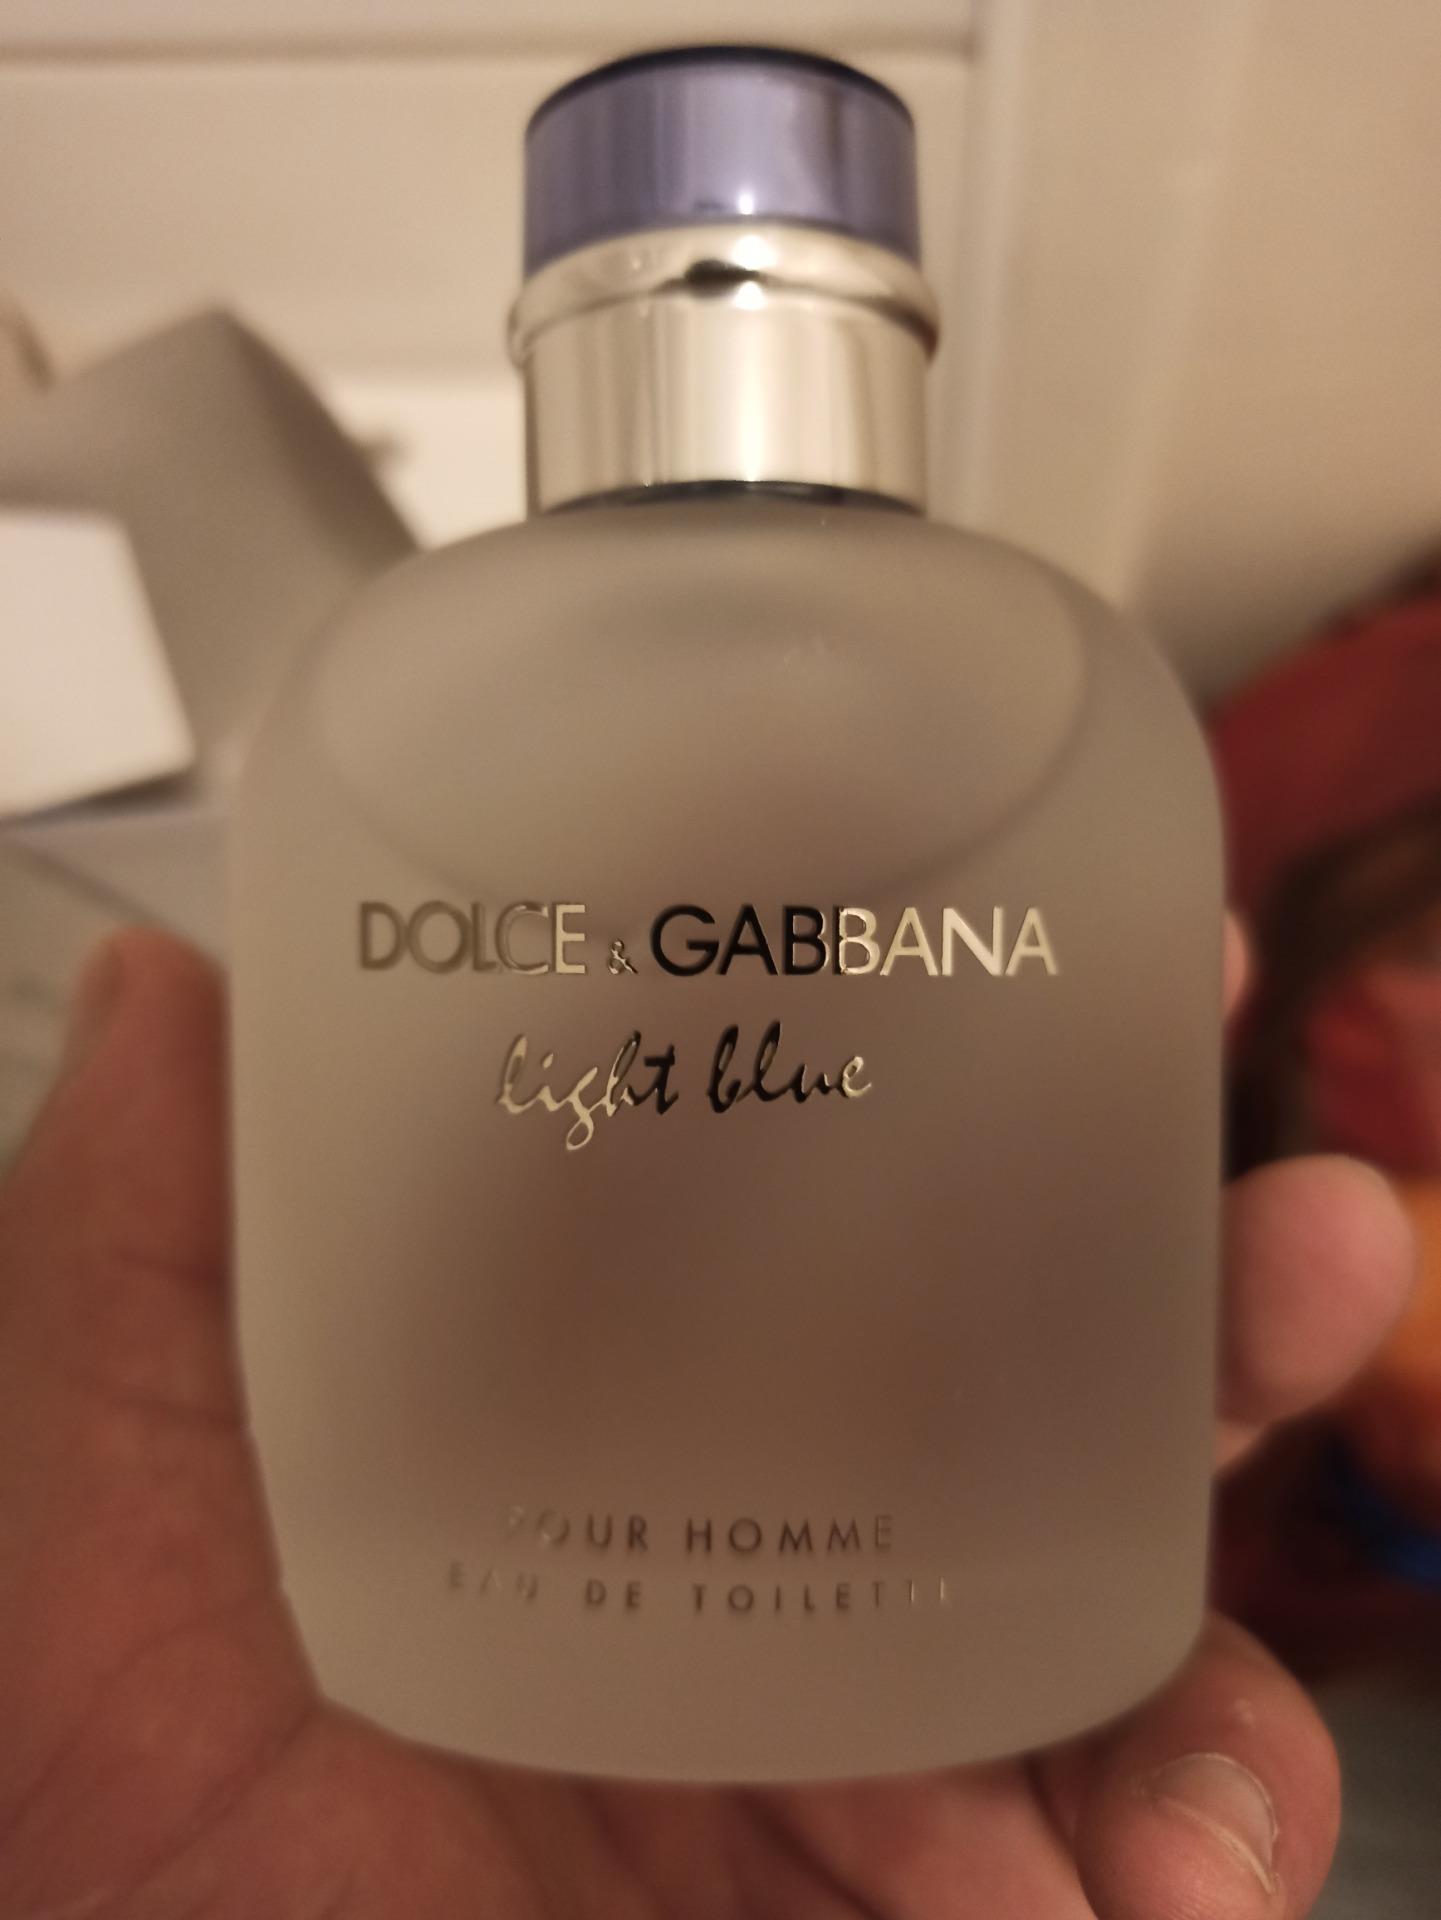 DOLCE & GABBANA
light blue
POUR HOMME
EAU DE TOILETTE